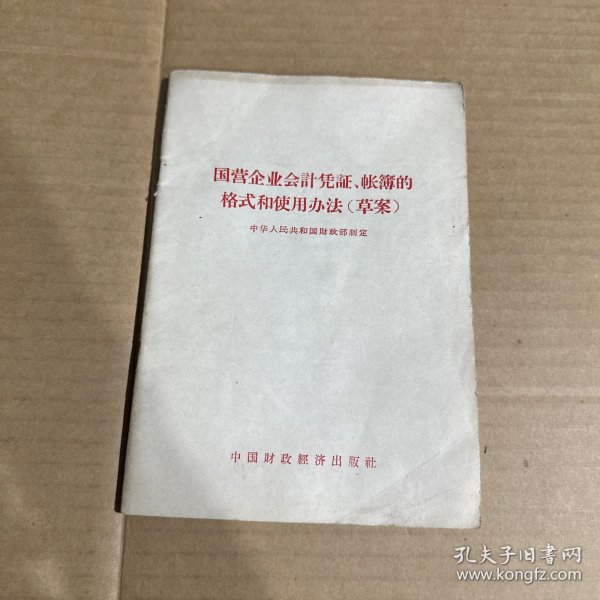 国营企业会計凭証、帐簿的
格式和使用办法(草案)
中华人民共和国財政部制定
中国財政經济出版社
孔夫子旧书网
www.kongfz.com